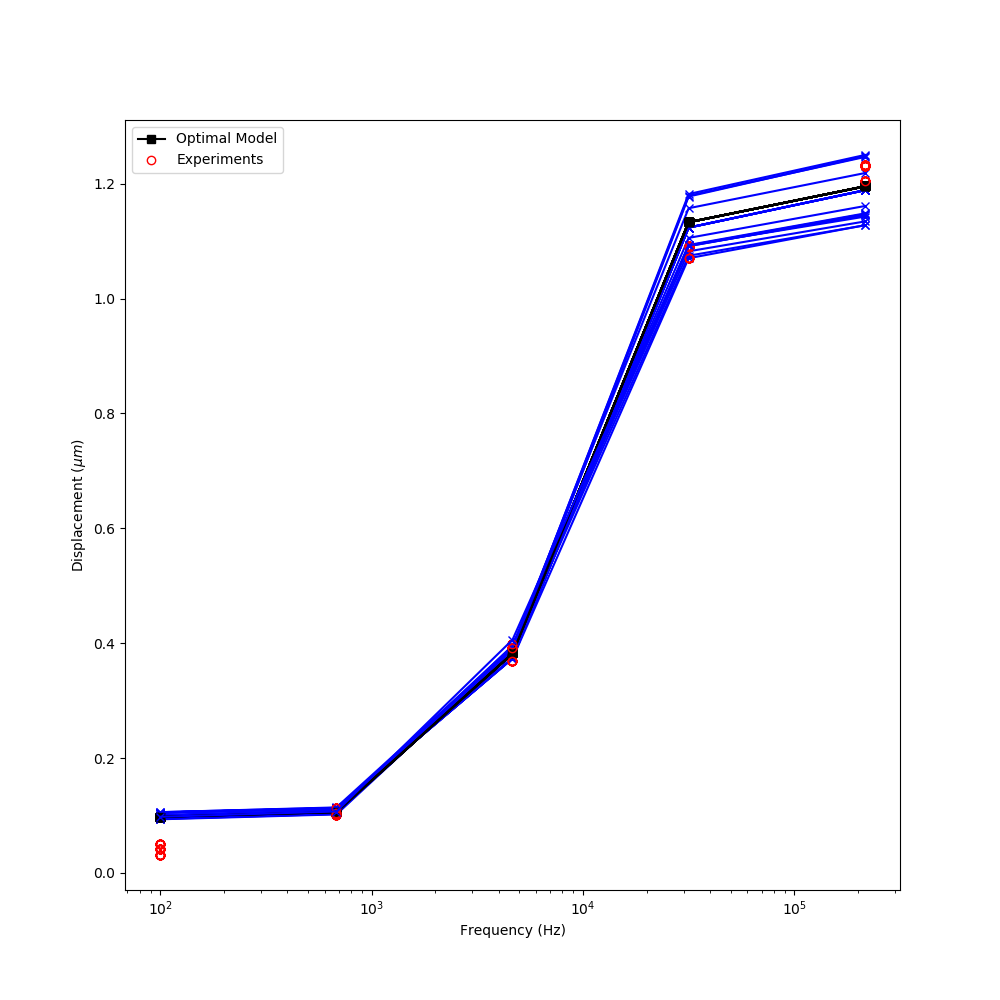 Optimal Model
Experiments
1.2
1.0
0.8
0.6
0.4
0.2
0.0
Displacement (μm)
10²
10³
10⁴
10⁵
Frequency (Hz)